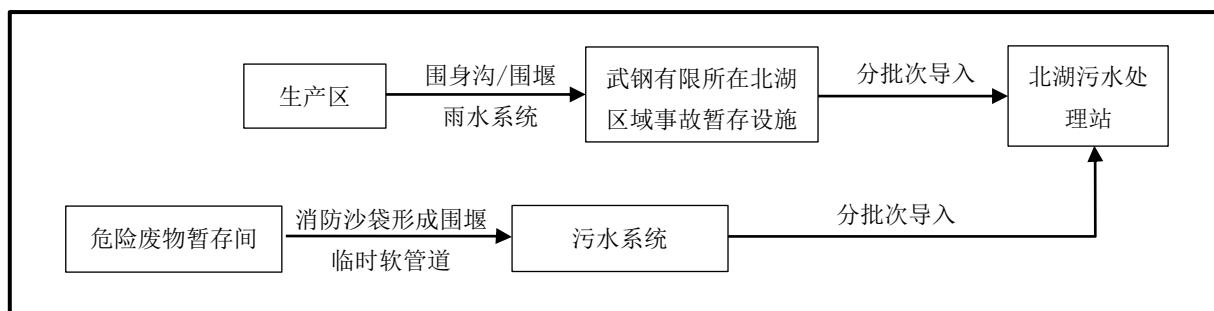 生产区
围身沟/围堰
雨水系统
武钢有限所在北湖
区域事故暂存设施
分批次导入
北湖污水处
理站
危险废物暂存间
消防沙袋形成围堰
临时软管道
污水系统
分批次导入